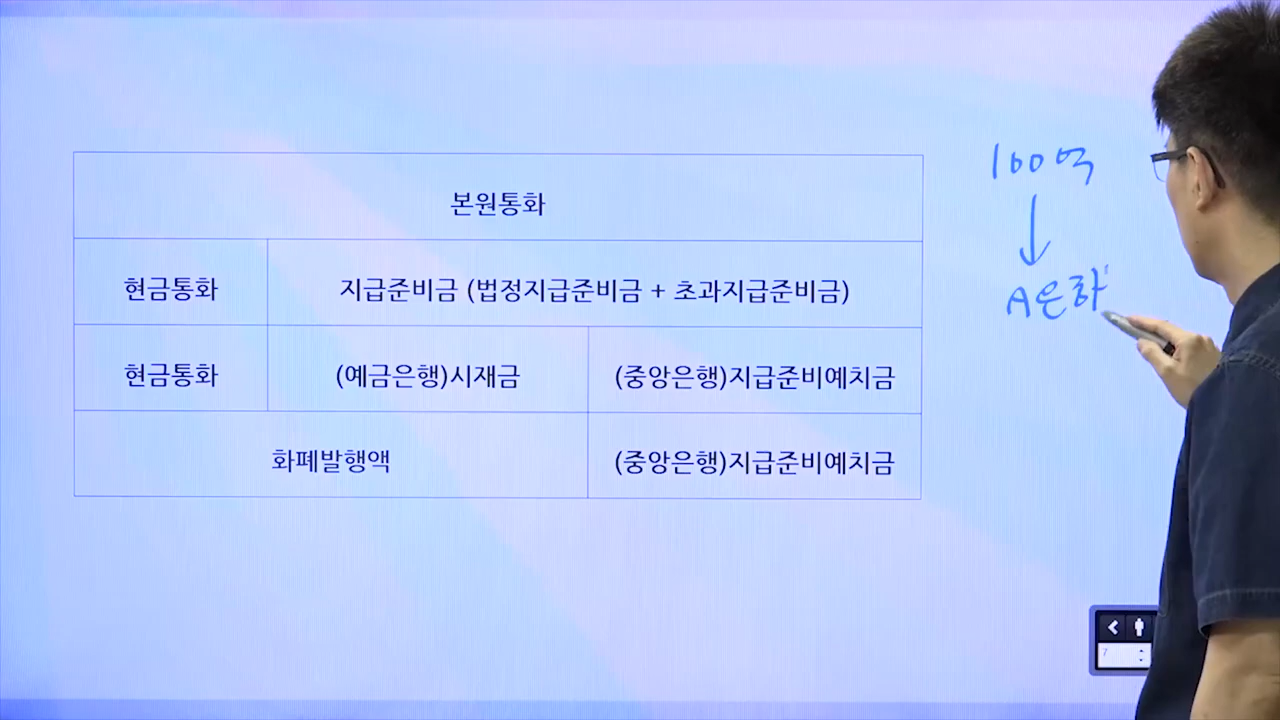 본원통화
현금통화 지급준비금 (법정지급준비금 + 초과지급준비금)
현금통화 (예금은행)시재금 (중앙은행)지급준비예치금
화폐발행액 (중앙은행)지급준비예치금
100억
↓
A은하
7